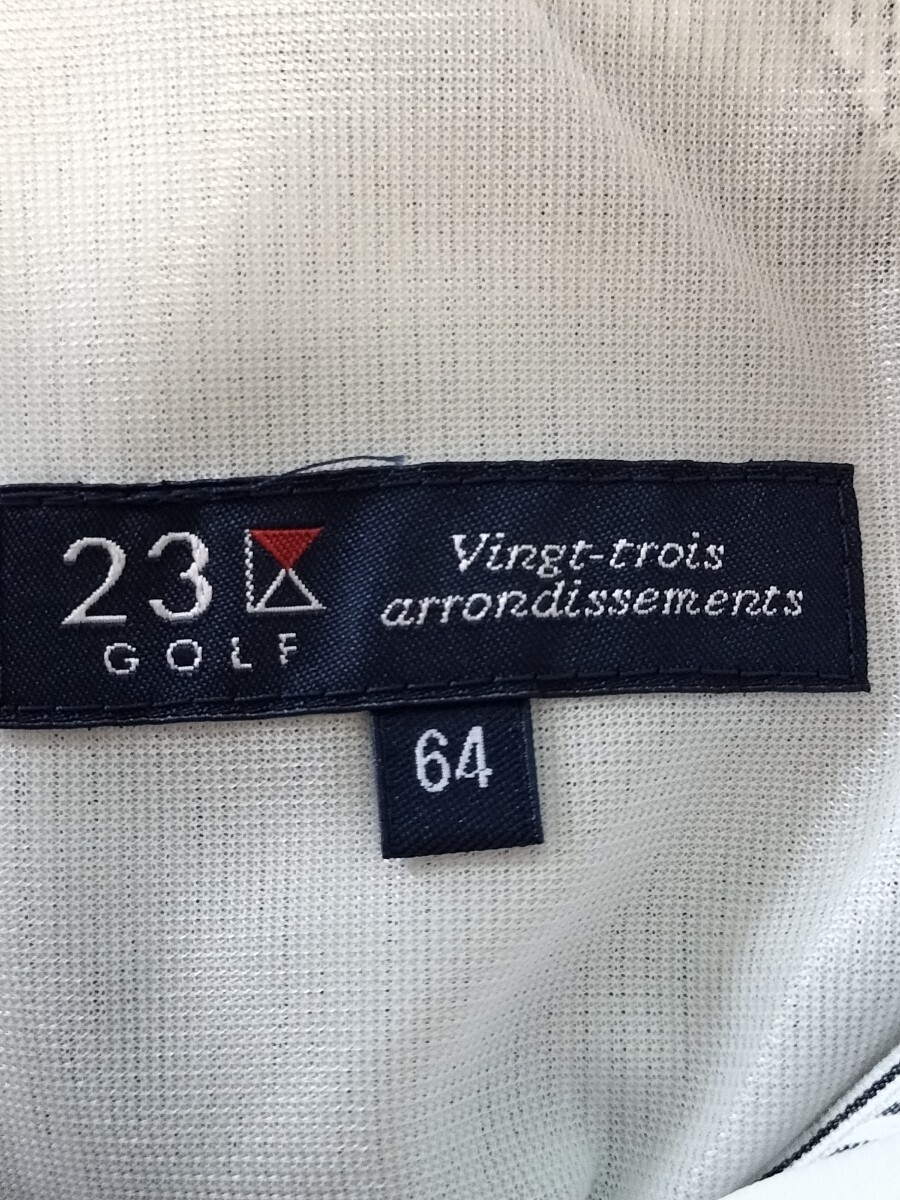 23
GOLF
Vingt-trois
arrondissements
64